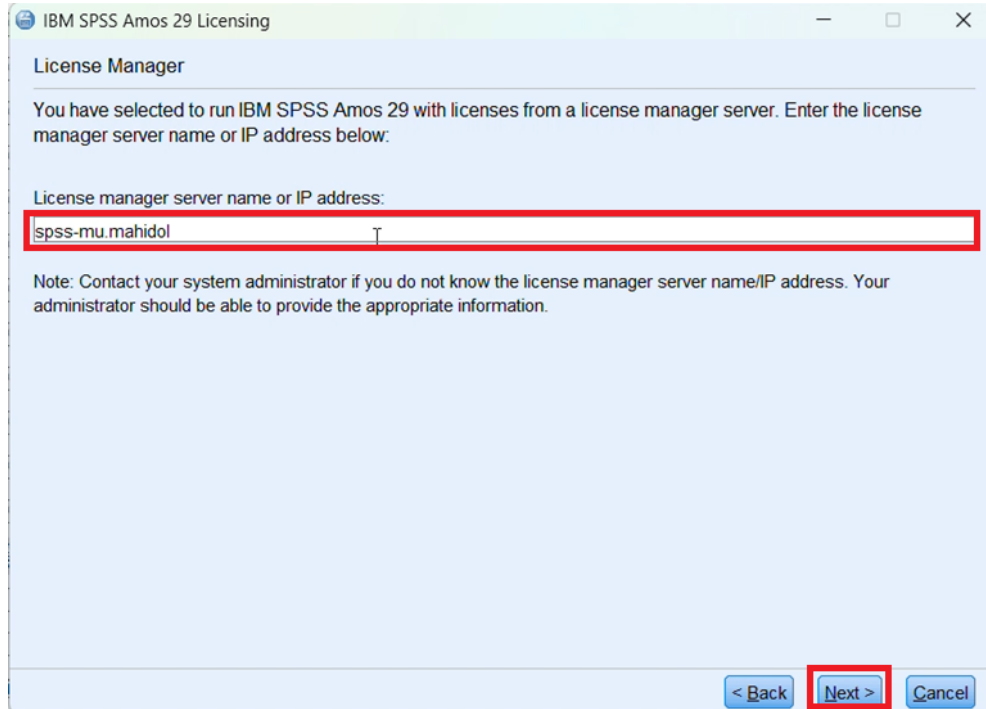 IBM SPSS Amos 29 Licensing
License Manager
You have selected to run IBM SPSS Amos 29 with licenses from a license manager server. Enter the license
manager server name or IP address below:
License manager server name or IP address:
spss-mu.mahidol
Note: Contact your system administrator if you do not know the license manager server name/IP address. Your
administrator should be able to provide the appropriate information.
< Back Next > Cancel